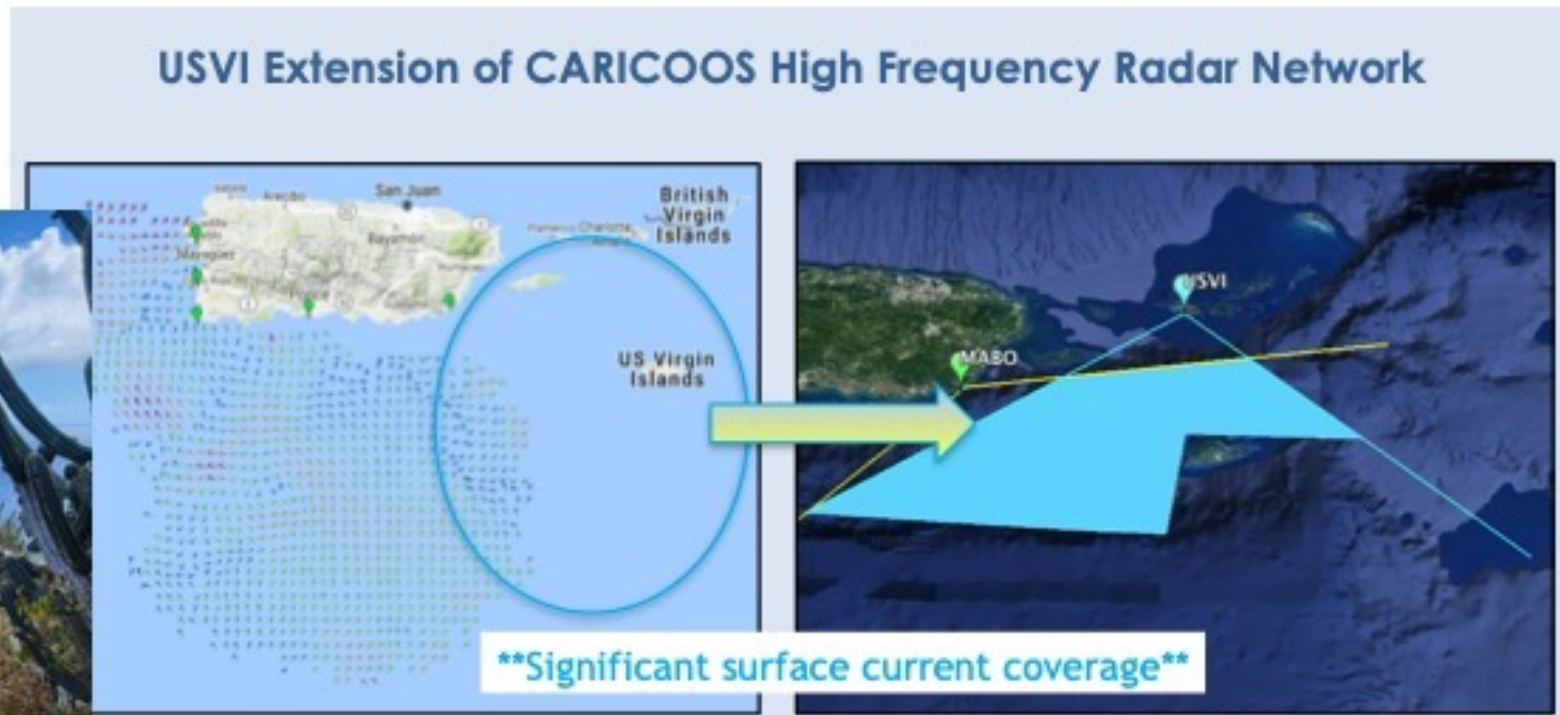 USVI Extension of CARICOOS High Frequency Radar Network
San Juan
Arecibo
Bayamón
Mayaguez
British
Virgin
Islands
US Virgin
Islands
USVI
MABO
**Significant surface current coverage**